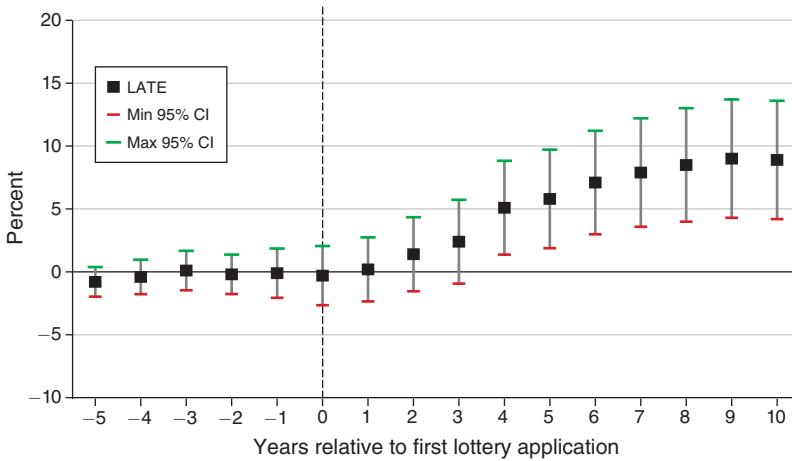 20
15
10
5
0
−5
−10
Percent
LATE
Min 95% CI
Max 95% CI
−5 −4 −3 −2 −1 0 1 2 3 4 5 6 7 8 9 10
Years relative to first lottery application